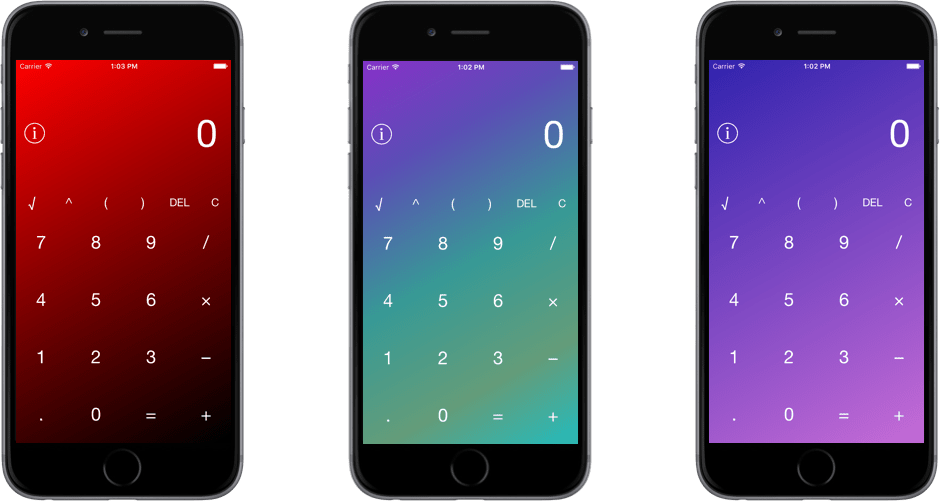 Carrier 1:03 PM
i 0
√ ^ ( ) DEL C
7 8 9 /
4 5 6 ×
1 2 3 −
. 0 = +
Carrier 1:02 PM
i 0
√ ^ ( ) DEL C
7 8 9 /
4 5 6 ×
1 2 3 −
. 0 = +
Carrier 1:02 PM
i 0
√ ^ ( ) DEL C
7 8 9 /
4 5 6 ×
1 2 3 −
. 0 = +